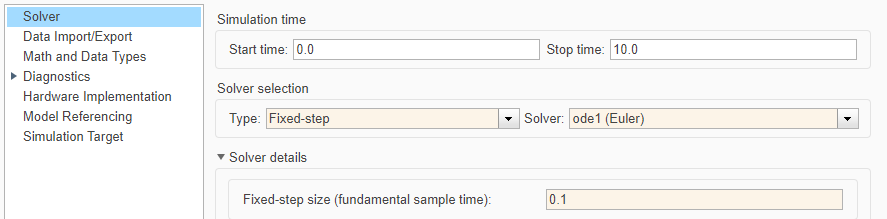 Solver
Data Import/Export
Math and Data Types
Diagnostics
Hardware Implementation
Model Referencing
Simulation Target
Simulation time
Start time: 0.0 Stop time: 10.0
Solver selection
Type: Fixed-step Solver: ode1 (Euler)
Solver details
Fixed-step size (fundamental sample time): 0.1